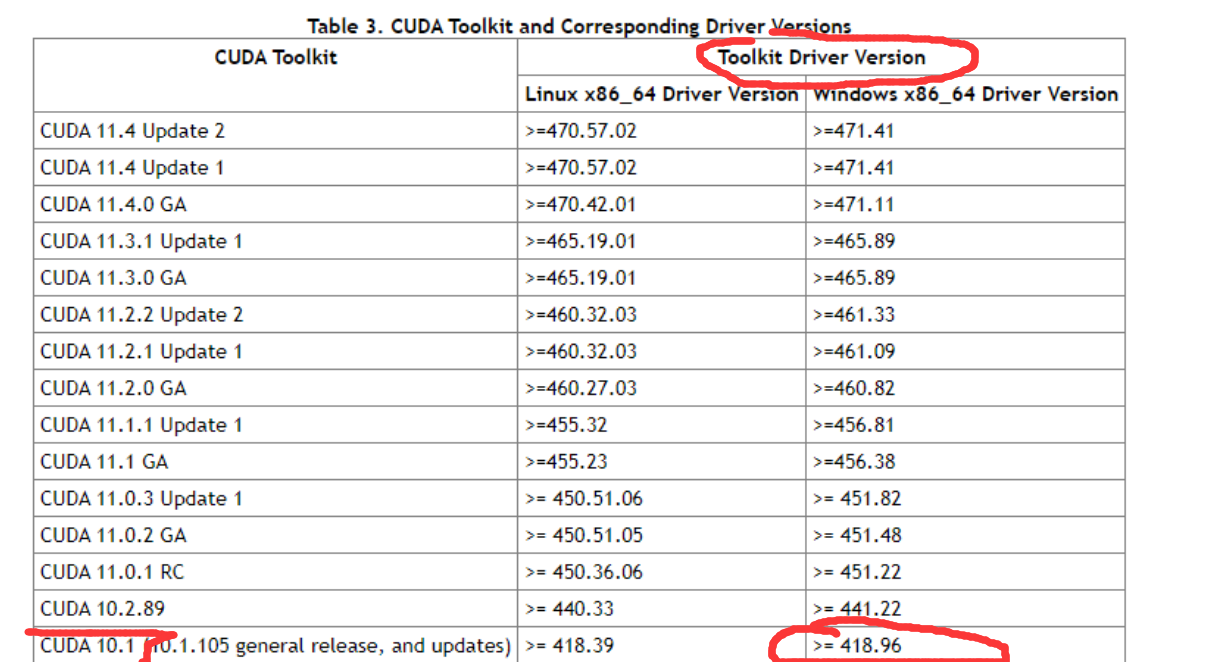 Table 3. CUDA Toolkit and Corresponding Driver Versions
CUDA Toolkit Toolkit Driver Version
Linux x86_64 Driver Version Windows x86_64 Driver Version
CUDA 11.4 Update 2 >=470.57.02 >=471.41
CUDA 11.4 Update 1 >=470.57.02 >=471.41
CUDA 11.4.0 GA >=470.42.01 >=471.11
CUDA 11.3.1 Update 1 >=465.19.01 >=465.89
CUDA 11.3.0 GA >=465.19.01 >=465.89
CUDA 11.2.2 Update 2 >=460.32.03 >=461.33
CUDA 11.2.1 Update 1 >=460.32.03 >=461.09
CUDA 11.2.0 GA >=460.27.03 >=460.82
CUDA 11.1.1 Update 1 >=455.32 >=456.81
CUDA 11.1 GA >=455.23 >=456.38
CUDA 11.0.3 Update 1 >= 450.51.06 >= 451.82
CUDA 11.0.2 GA >= 450.51.05 >= 451.48
CUDA 11.0.1 RC >= 450.36.06 >= 451.22
CUDA 10.2.89 >= 440.33 >= 441.22
CUDA 10.1 (10.1.105 general release, and updates) >= 418.39 >= 418.96